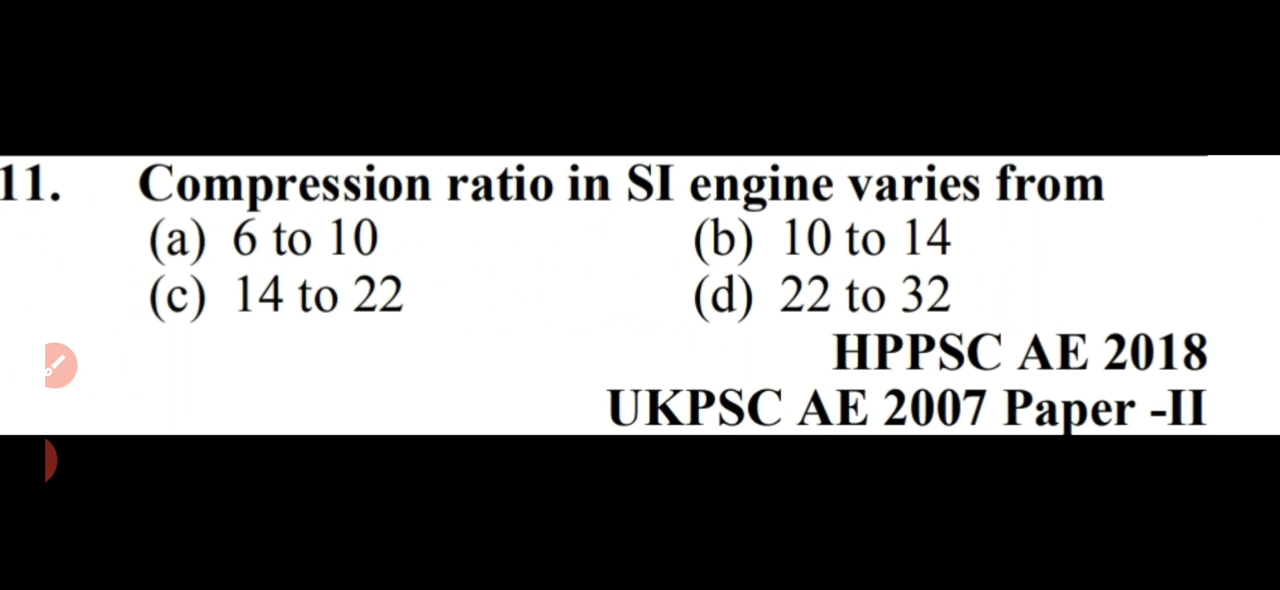 11. Compression ratio in SI engine varies from
(a) 6 to 10 (b) 10 to 14
(c) 14 to 22 (d) 22 to 32
HPPSC AE 2018
UKPSC AE 2007 Paper -II